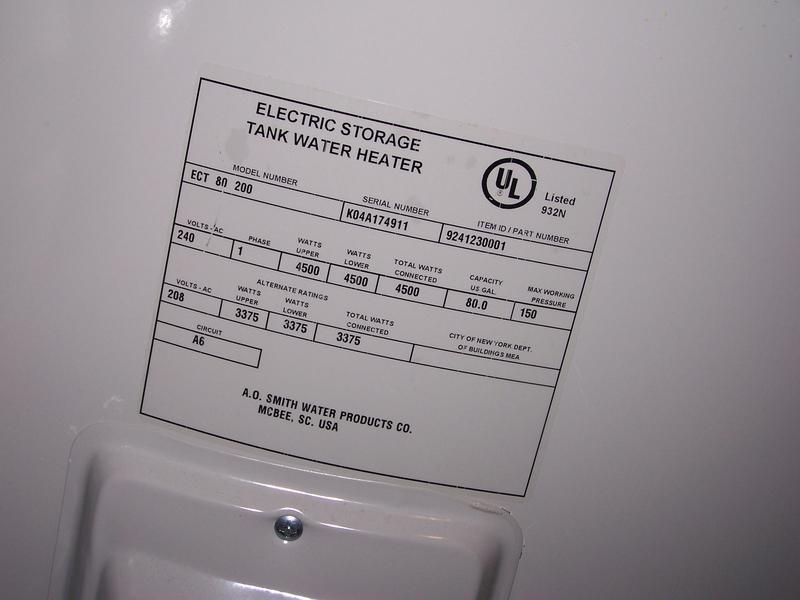 ELECTRIC STORAGE
TANK WATER HEATER
UL
®
Listed
932N
MODEL NUMBER
ECT 80 200
SERIAL NUMBER
K04A174911
ITEM ID / PART NUMBER
9241230001
VOLTS - AC
240
PHASE
1
WATTS
UPPER
4500
WATTS
LOWER
4500
TOTAL WATTS
CONNECTED
4500
CAPACITY
US GAL.
80.0
MAX WORKING
PRESSURE
150
ALTERNATE RATINGS
VOLTS - AC
208
WATTS
UPPER
3375
WATTS
LOWER
3375
TOTAL WATTS
CONNECTED
3375
CITY OF NEW YORK DEPT.
OF BUILDINGS MEA
CIRCUIT
A6
A.O. SMITH WATER PRODUCTS CO.
MCBEE, SC. USA